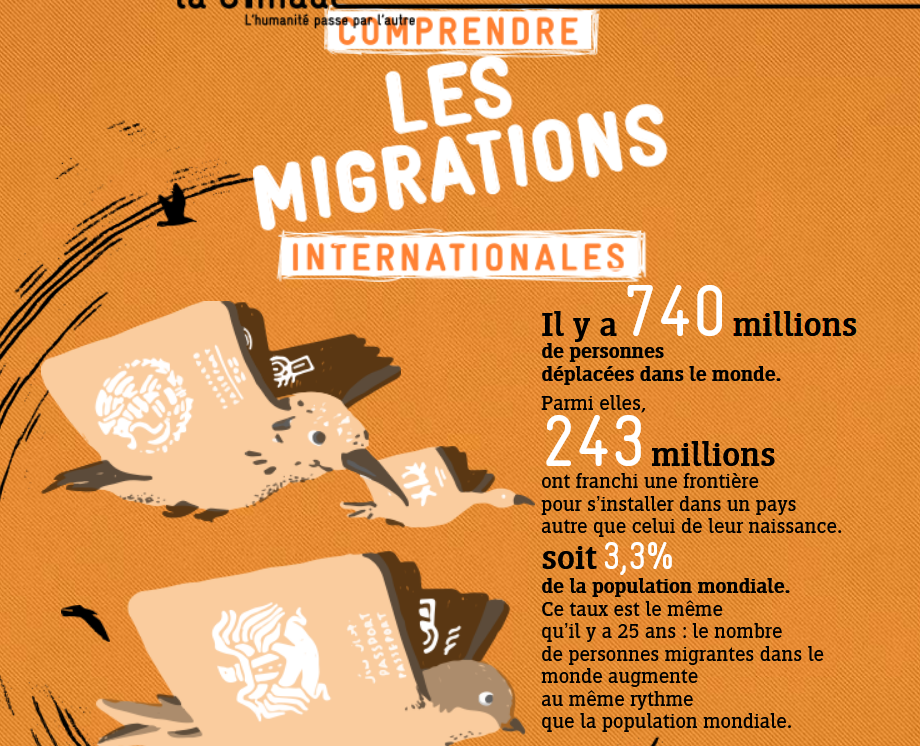 la Cimade
L'humanité passe par l'autre
COMPRENDRE
LES
MIGRATIONS
INTERNATIONALES
Il y a 740 millions
de personnes
déplacées dans le monde.
Parmi elles,
243 millions
ont franchi une frontière
pour s'installer dans un pays
autre que celui de leur naissance.
soit 3,3%
de la population mondiale.
Ce taux est le même
qu'il y a 25 ans : le nombre
de personnes migrantes dans le
monde augmente
au même rythme
que la population mondiale.
PASSPORT
PASSEPORT